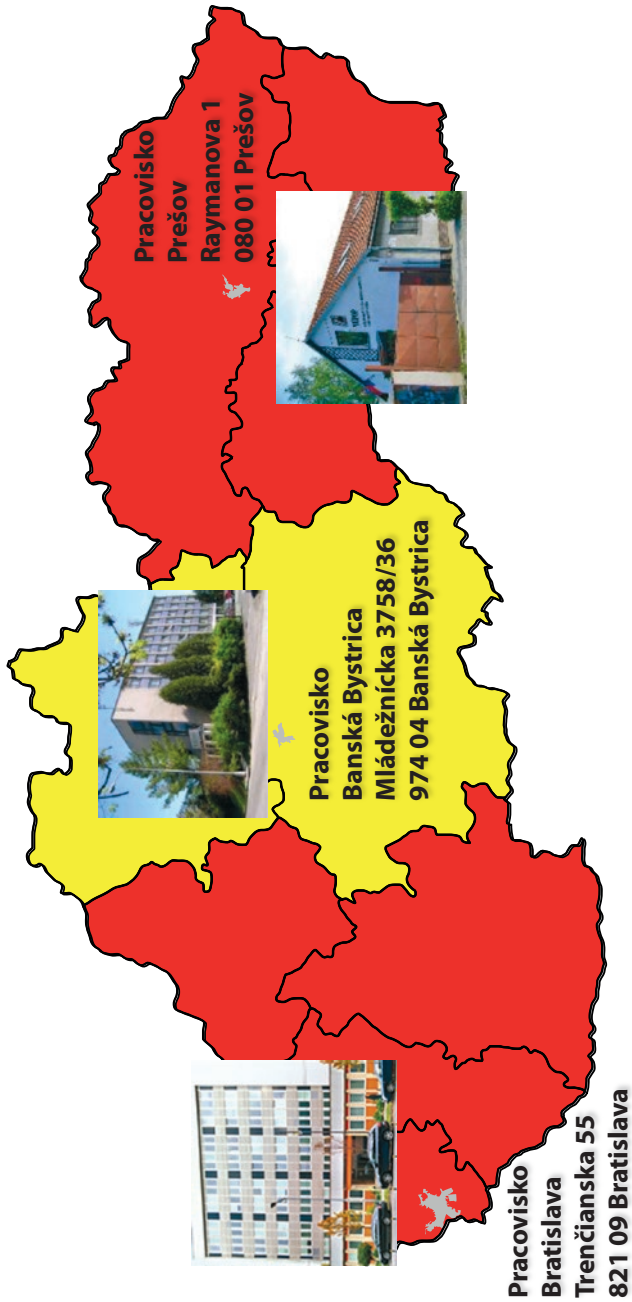 Pracovisko
Bratislava
Trenčianska 55
821 09 Bratislava
Pracovisko
Banská Bystrica
Mládežnícka 3758/36
974 04 Banská Bystrica
Pracovisko
Prešov
Raymanova 1
080 01 Prešov